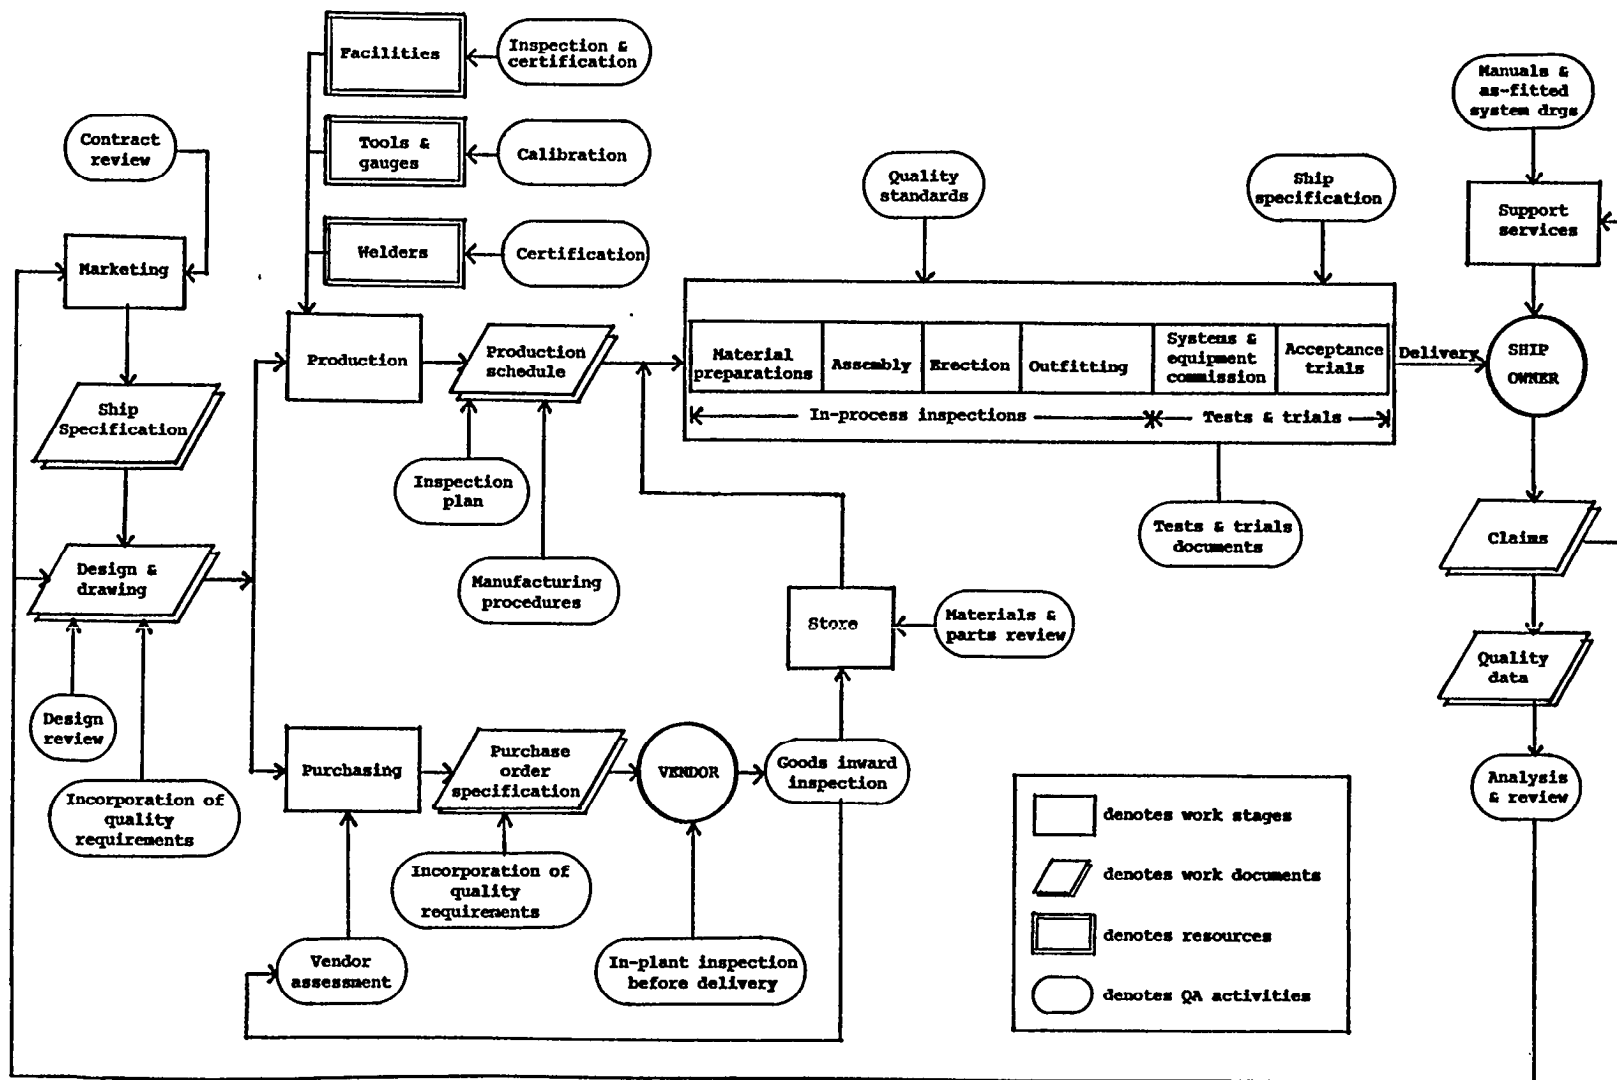 Facilities
Inspection &
certification
Manuals &
as-fitted
system drgs
Contract
review
Tools &
gauges
Calibration
Quality
standards
Ship
specification
Support
services
Marketing
Welders
Certification
Production
Production
schedule
Material
preparations
Assembly
Erection
Outfitting
Systems &
equipment
commission
Acceptance
trials
Delivery
SHIP
OWNER
In-process inspections
Tests & trials
Ship
Specification
Inspection
plan
Tests & trials
documents
Claims
Design &
drawing
Manufacturing
procedures
Store
Materials &
parts review
Quality
data
Design
review
Purchasing
Purchase
order
specification
VENDOR
Goods inward
inspection
Analysis
& review
Incorporation of
quality
requirements
Incorporation of
quality
requirements
Vendor
assessment
In-plant inspection
before delivery
denotes work stages
denotes work documents
denotes resources
denotes QA activities